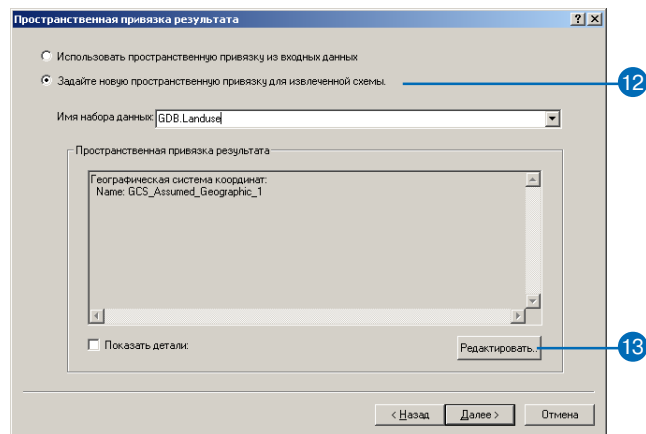 Пространственная привязка результата
Использовать пространственную привязку из входных данных
Задайте новую пространственную привязку для извлеченной схемы.
12
Имя набора данных: GDB.Landuse
Пространственная привязка результата
Географическая система координат:
Name: GCS_Assumed_Geographic_1
Показать детали:
Редактировать..
13
< Назад
Далее >
Отмена